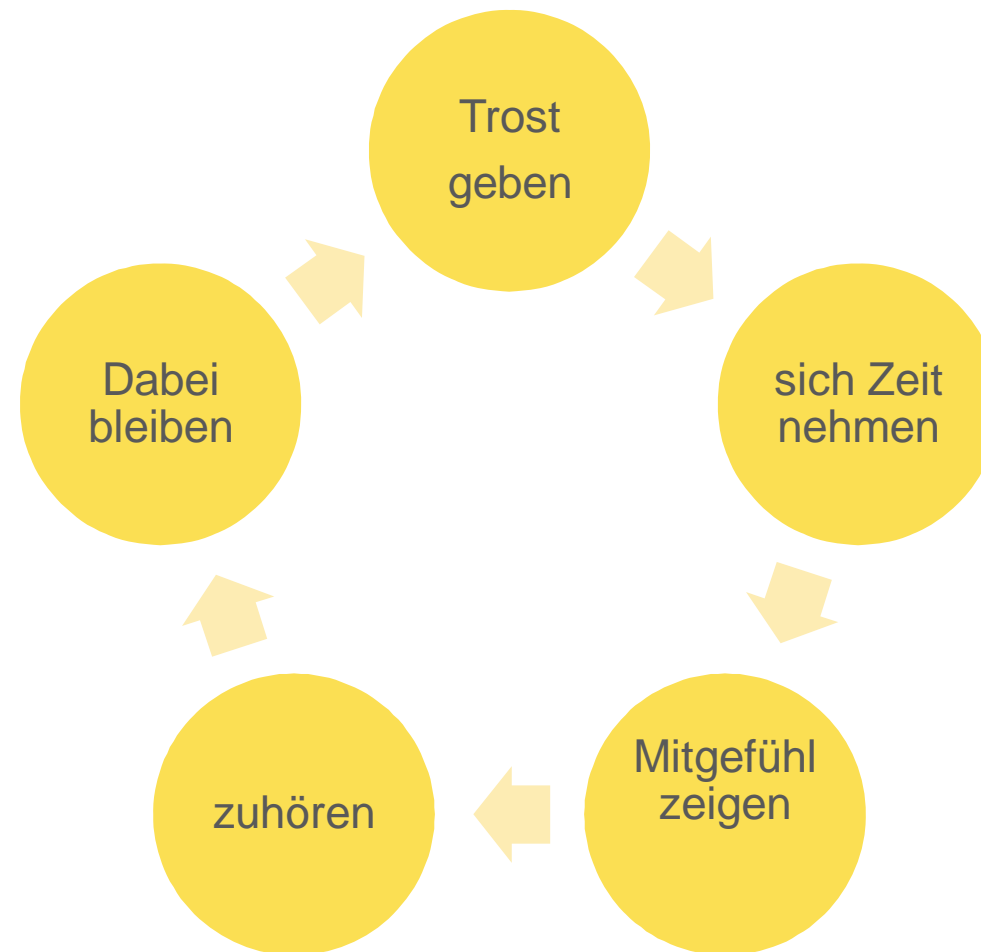 Trost
geben
sich Zeit
nehmen
Mitgefühl
zeigen
zuhören
Dabei
bleiben